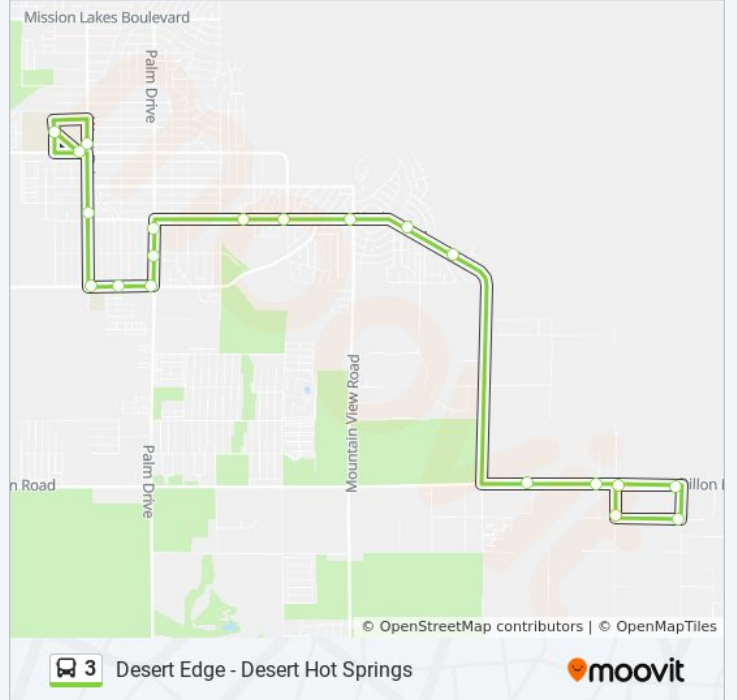 Mission Lakes Boulevard
Palm Drive
Mountain View Road
Palm Drive
n Road
illon
© OpenStreetMap contributors | © OpenMapTiles
3 Desert Edge - Desert Hot Springs
moovit